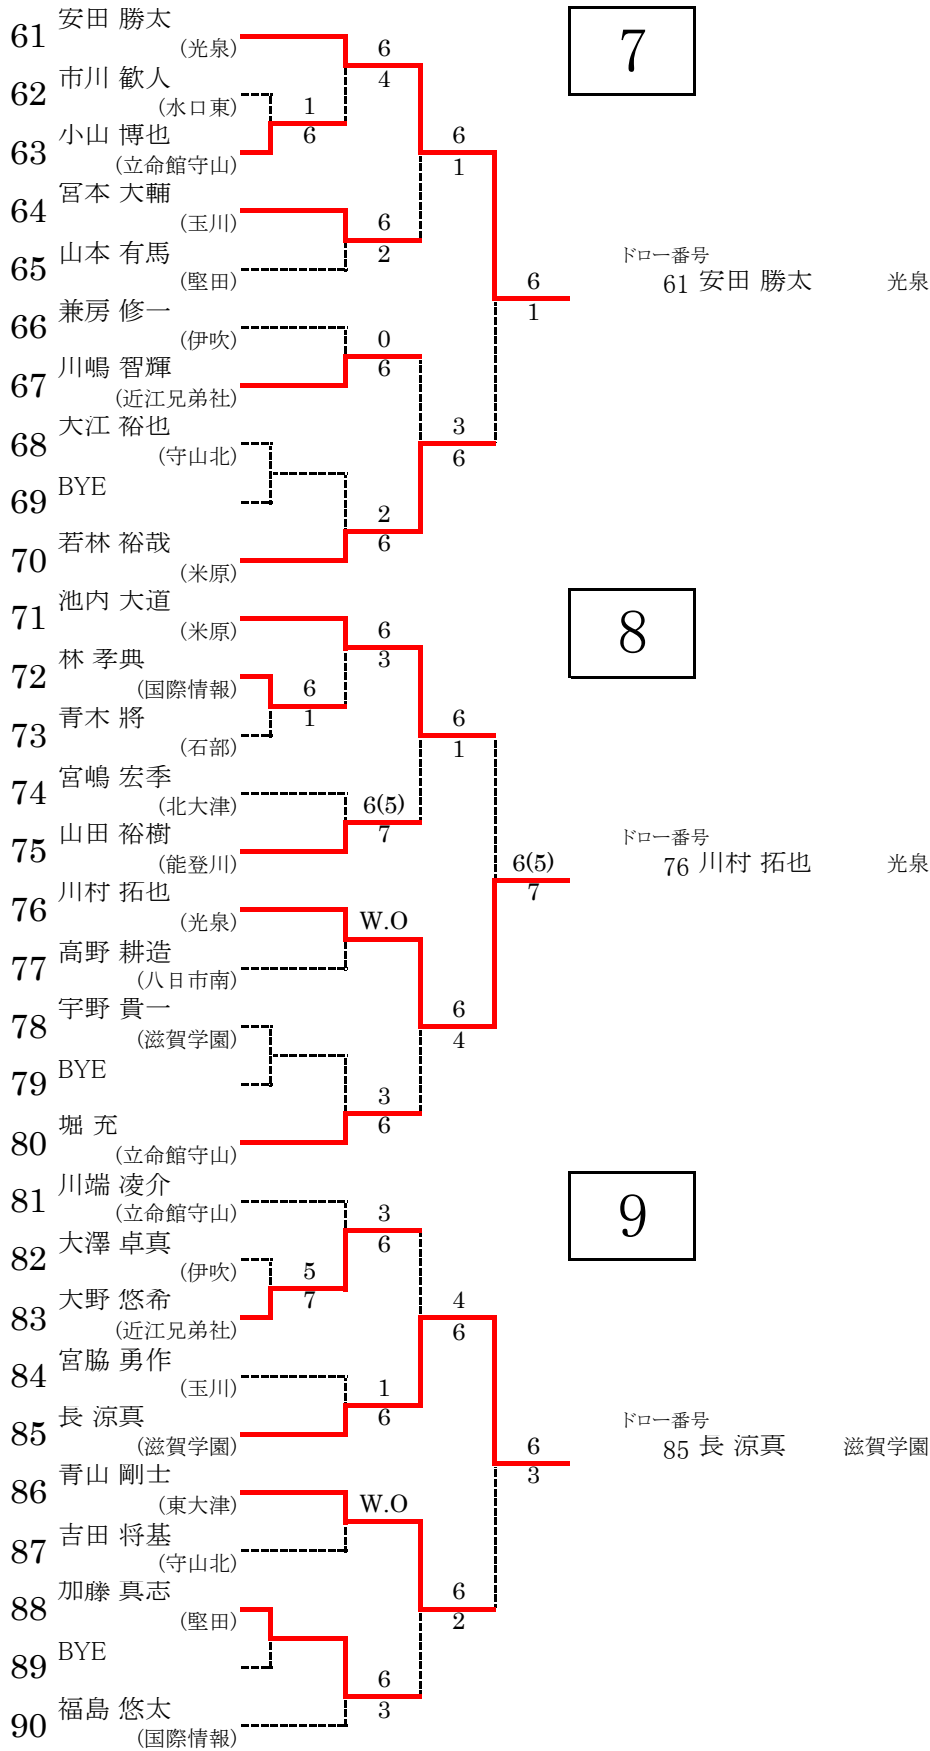 61 安田 勝太
(光泉)
6
4
7
62 市川 歓人
(水口東)
1
6
63 小山 博也
(立命館守山)
6
1
64 宮本 大輔
(玉川)
6
2
65 山本 有馬
(堅田)
6
1
ドロー番号
61 安田 勝太 光泉
66 兼房 修一
(伊吹)
0
6
67 川嶋 智輝
(近江兄弟社)
68 大江 裕也
(守山北)
3
6
69 BYE
2
6
70 若林 裕哉
(米原)
71 池内 大道
(米原)
6
3
8
72 林 孝典
(国際情報)
6
1
73 青木 將
(石部)
6
1
74 宮嶋 宏季
(北大津)
6(5)
7
75 山田 裕樹
(能登川)
6(5)
7
ドロー番号
76 川村 拓也 光泉
76 川村 拓也
(光泉)
W.O
77 高野 耕造
(八日市南)
78 宇野 貴一
(滋賀学園)
6
4
79 BYE
3
6
80 堀 充
(立命館守山)
81 川端 凌介
(立命館守山)
3
6
9
82 大澤 卓真
(伊吹)
5
7
83 大野 悠希
(近江兄弟社)
4
6
84 宮脇 勇作
(玉川)
1
6
85 長 涼真
(滋賀学園)
6
3
ドロー番号
85 長 涼真 滋賀学園
86 青山 剛士
(東大津)
W.O
87 吉田 将基
(守山北)
88 加藤 真志
(堅田)
6
2
89 BYE
6
3
90 福島 悠太
(国際情報)